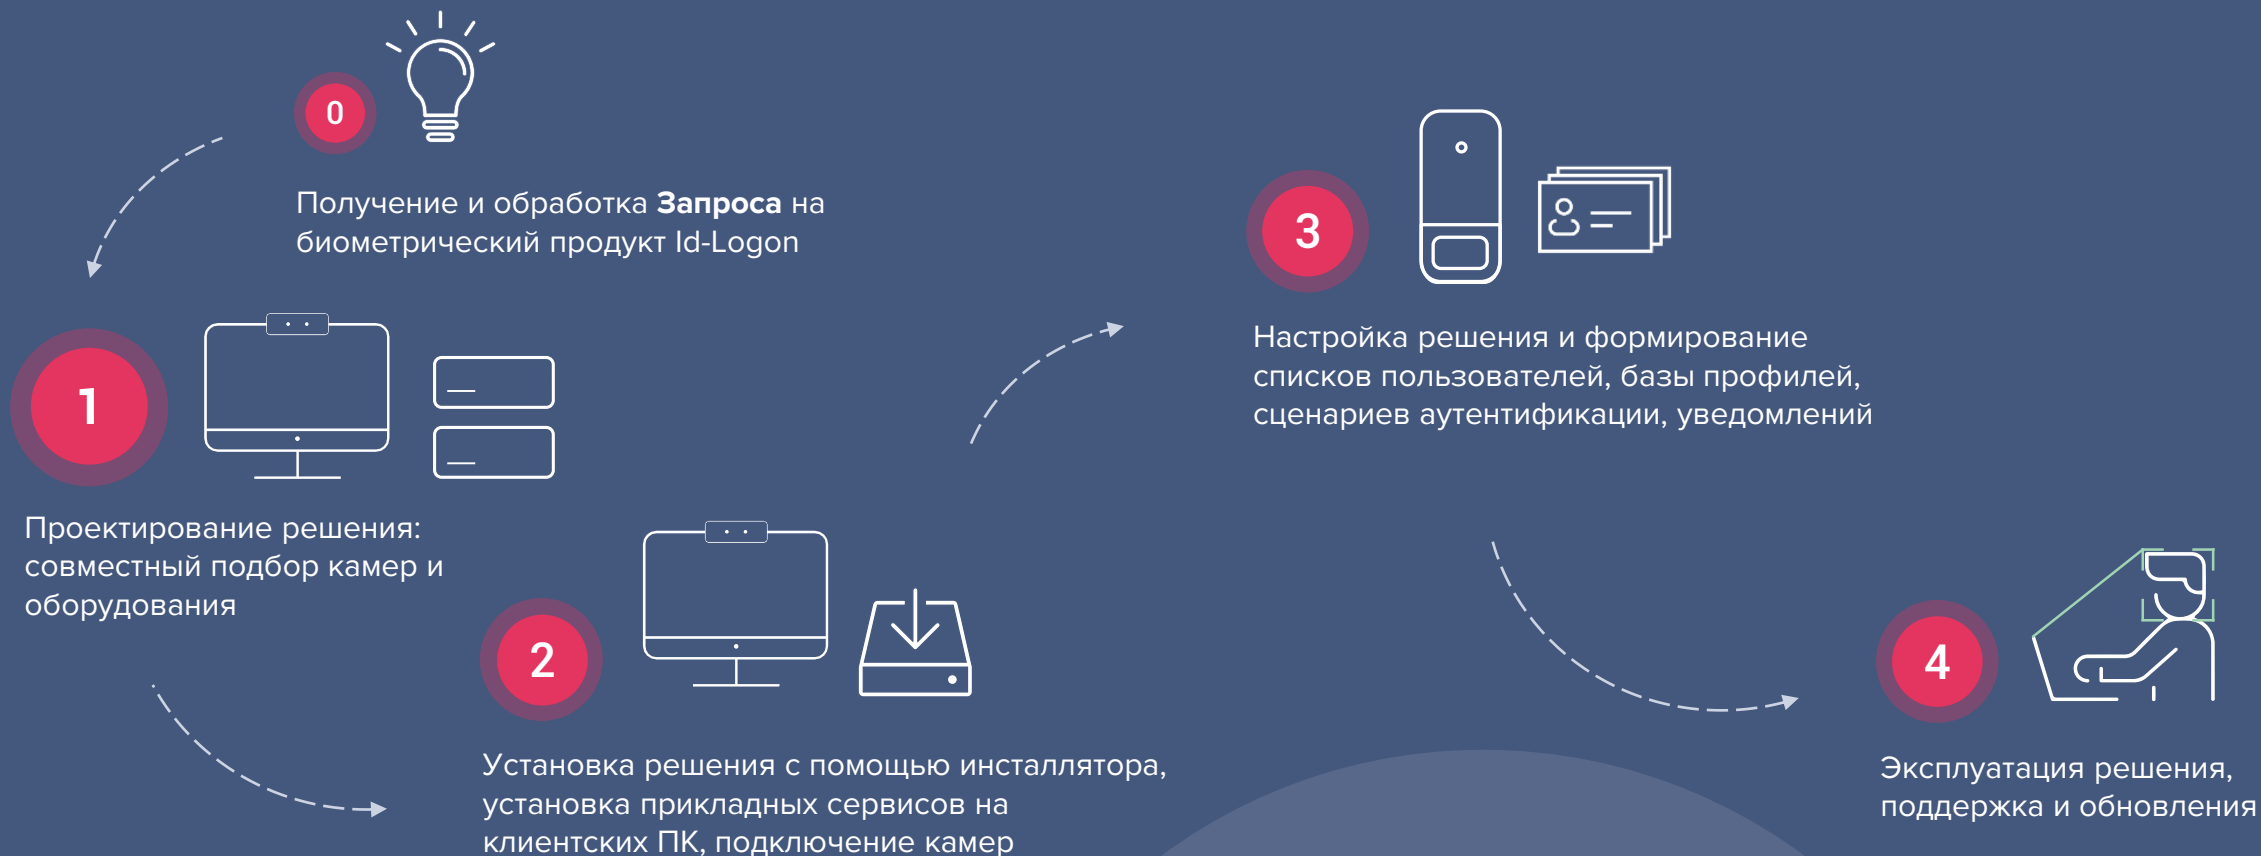 0
Получение и обработка Запроса на
биометрический продукт Id-Logon
1
Проектирование решения:
совместный подбор камер и
оборудования
2
Установка решения с помощью инсталлятора,
установка прикладных сервисов на
клиентских ПК, подключение камер
3
Настройка решения и формирование
списков пользователей, базы профилей,
сценариев аутентификации, уведомлений
4
Эксплуатация решения,
поддержка и обновления